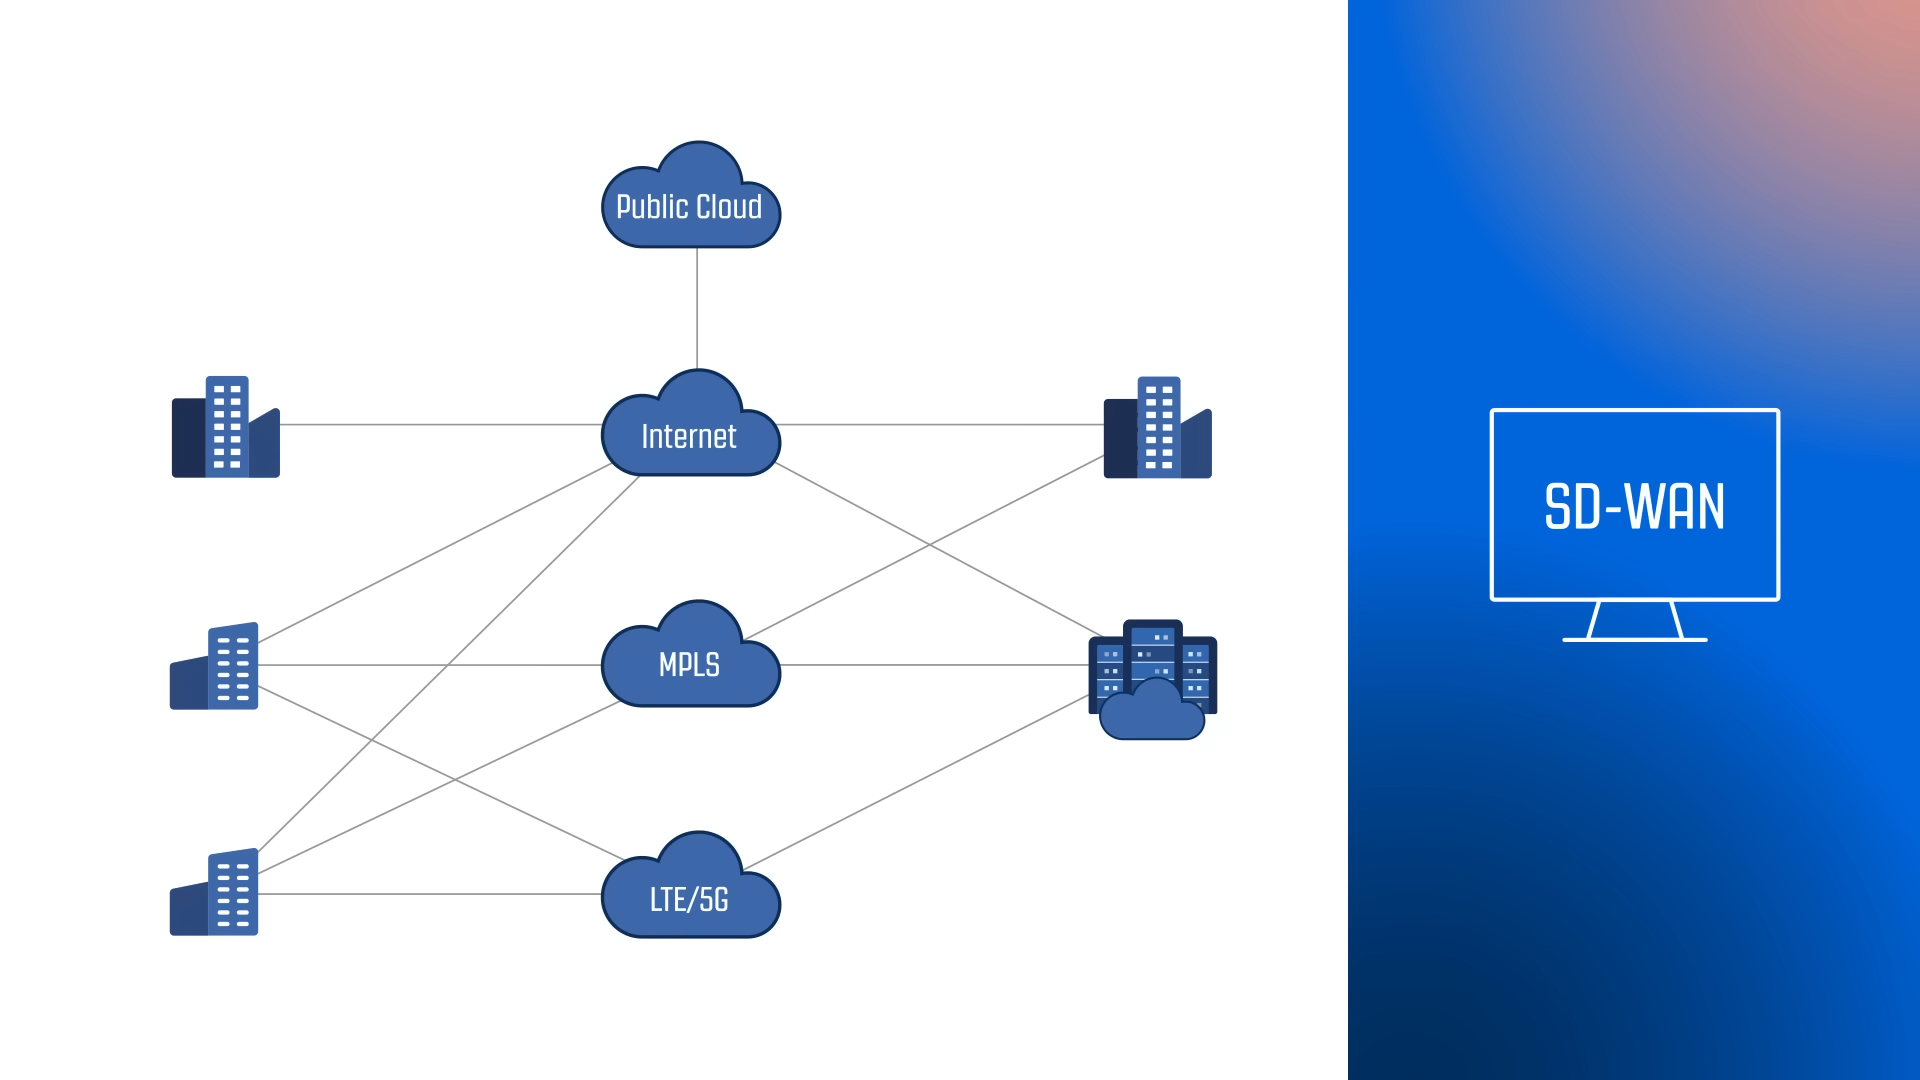 Public Cloud
Internet
MPLS
LTE/5G
SD-WAN